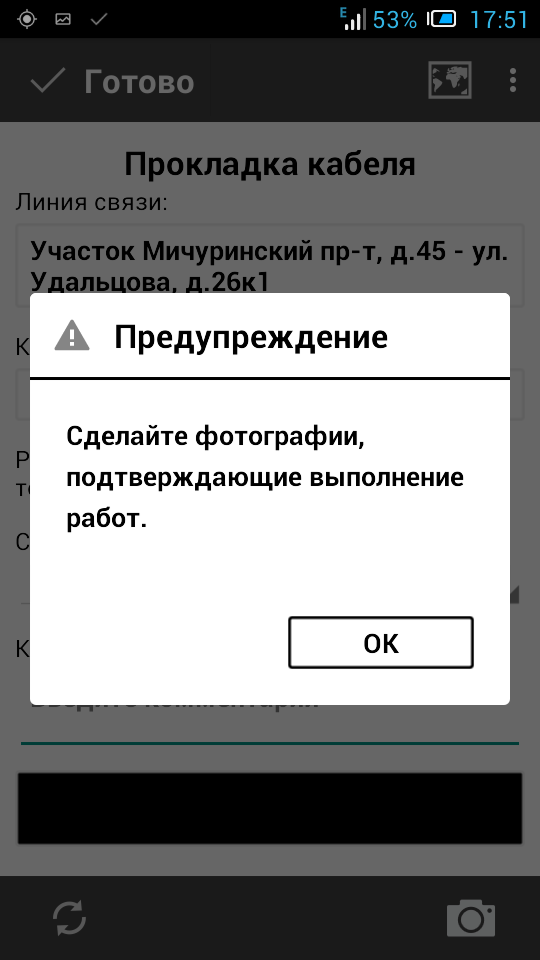 E 53% 17:51
Готово
Прокладка кабеля
Линия связи:
Участок Мичуринский пр-т, д.45 - ул.
Удальцова, д.26к1
Предупреждение
Сделайте фотографии,
подтверждающие выполнение
работ.
ОК